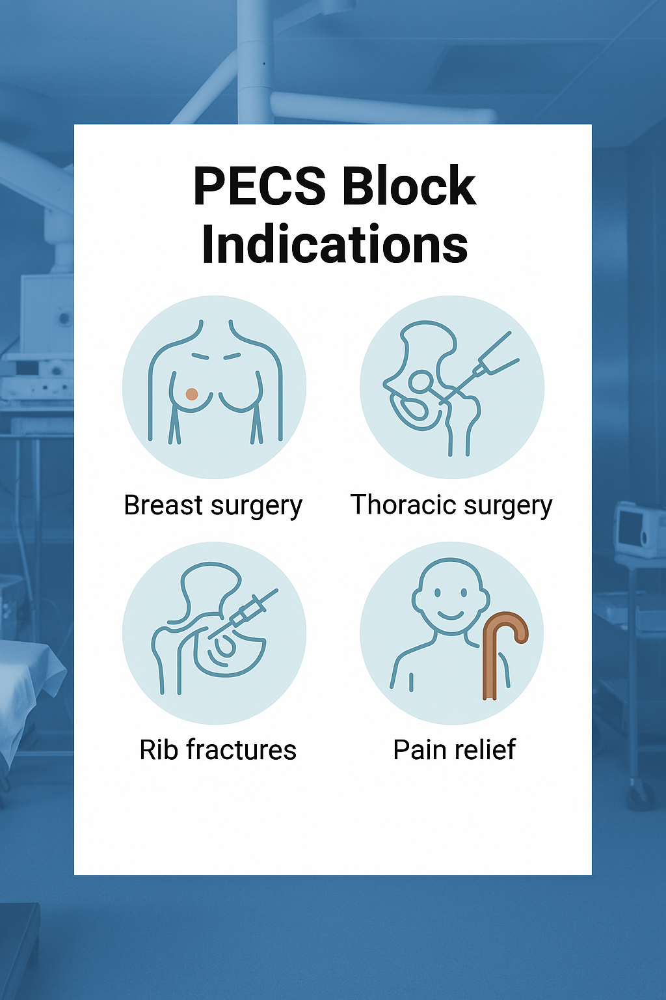 PECS Block
Indications
Breast surgery
Thoracic surgery
Rib fractures
Pain relief